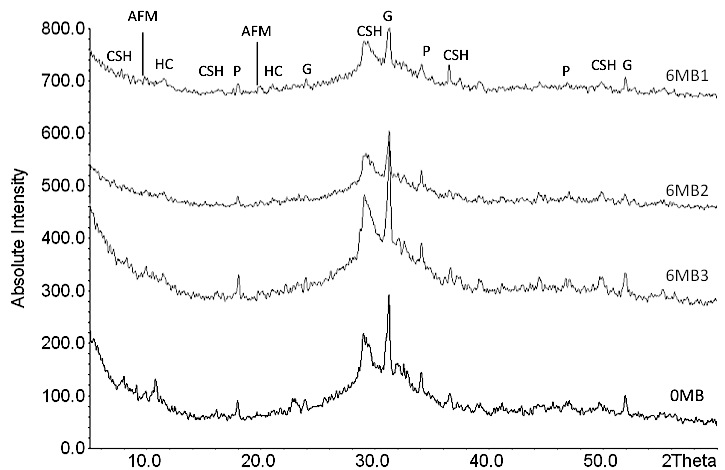 800.0
700.0
600.0
500.0
400.0
300.0
200.0
100.0
0.0
Absolute Intensity
AFM
CSH
HC
CSH
P
AFM
HC
G
CSH
G
P
CSH
P
CSH
G
6MB1
6MB2
6MB3
0MB
10.0
20.0
30.0
40.0
50.0
2Theta